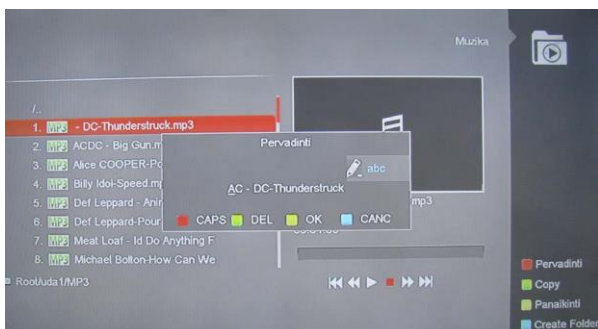 Muzika
/..
1. MP3 - DC-Thunderstruck.mp3
2. MP3 ACDC - Big Gun.m
3. MP3 Alice COOPER-Po
4. MP3 Billy Idol-Speed.mp
5. MP3 Def Leppard - Anir
6. MP3 Def Leppard-Pour
7. MP3 Meat Loaf - Id Do Anything F
8. MP3 Michael Bolton-How Can We
Pervadinti
abc
AC - DC-Thunderstruck
CAPS DEL OK CANC
mp3
Root/uda1/MP3
Pervadinti
Copy
Panaikinti
Create Folder